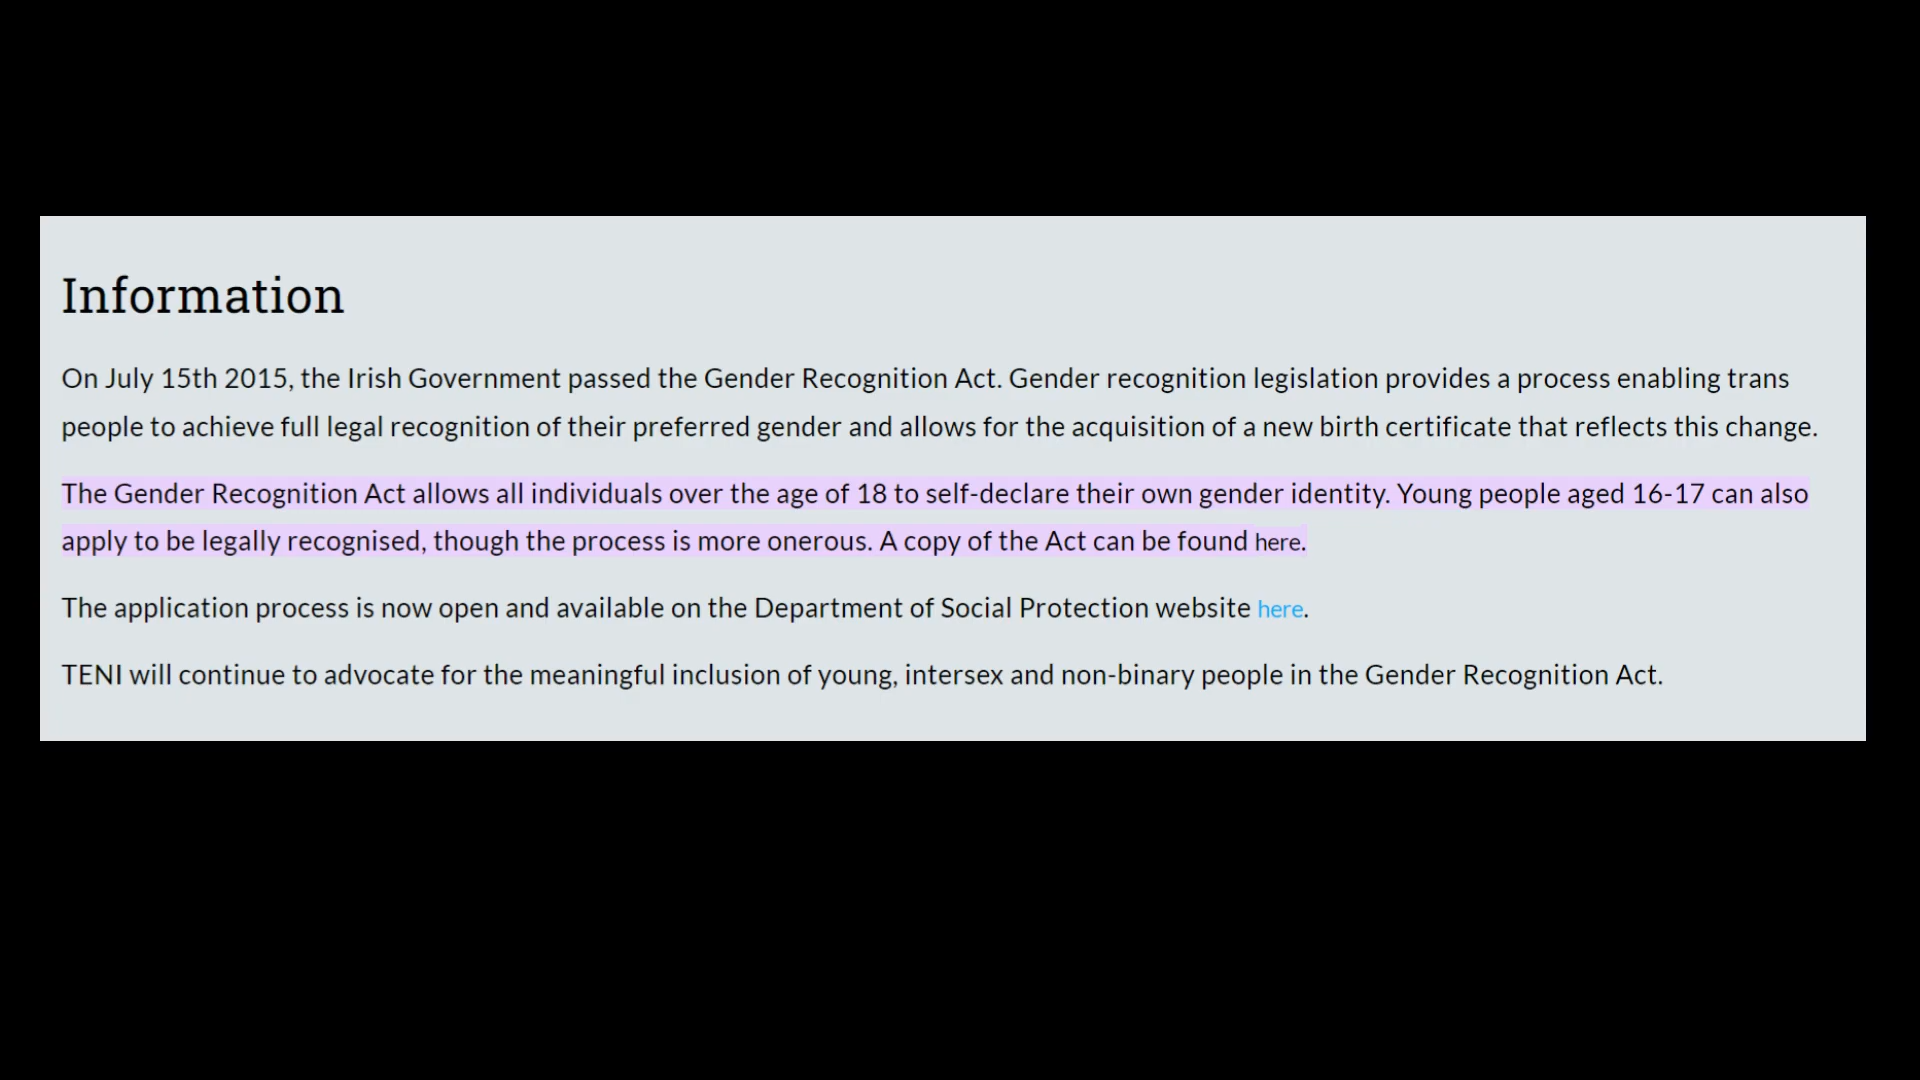 Information
On July 15th 2015, the Irish Government passed the Gender Recognition Act. Gender recognition legislation provides a process enabling trans
people to achieve full legal recognition of their preferred gender and allows for the acquisition of a new birth certificate that reflects this change.
The Gender Recognition Act allows all individuals over the age of 18 to self-declare their own gender identity. Young people aged 16-17 can also
apply to be legally recognised, though the process is more onerous. A copy of the Act can be found here.
The application process is now open and available on the Department of Social Protection website here.
TENI will continue to advocate for the meaningful inclusion of young, intersex and non-binary people in the Gender Recognition Act.